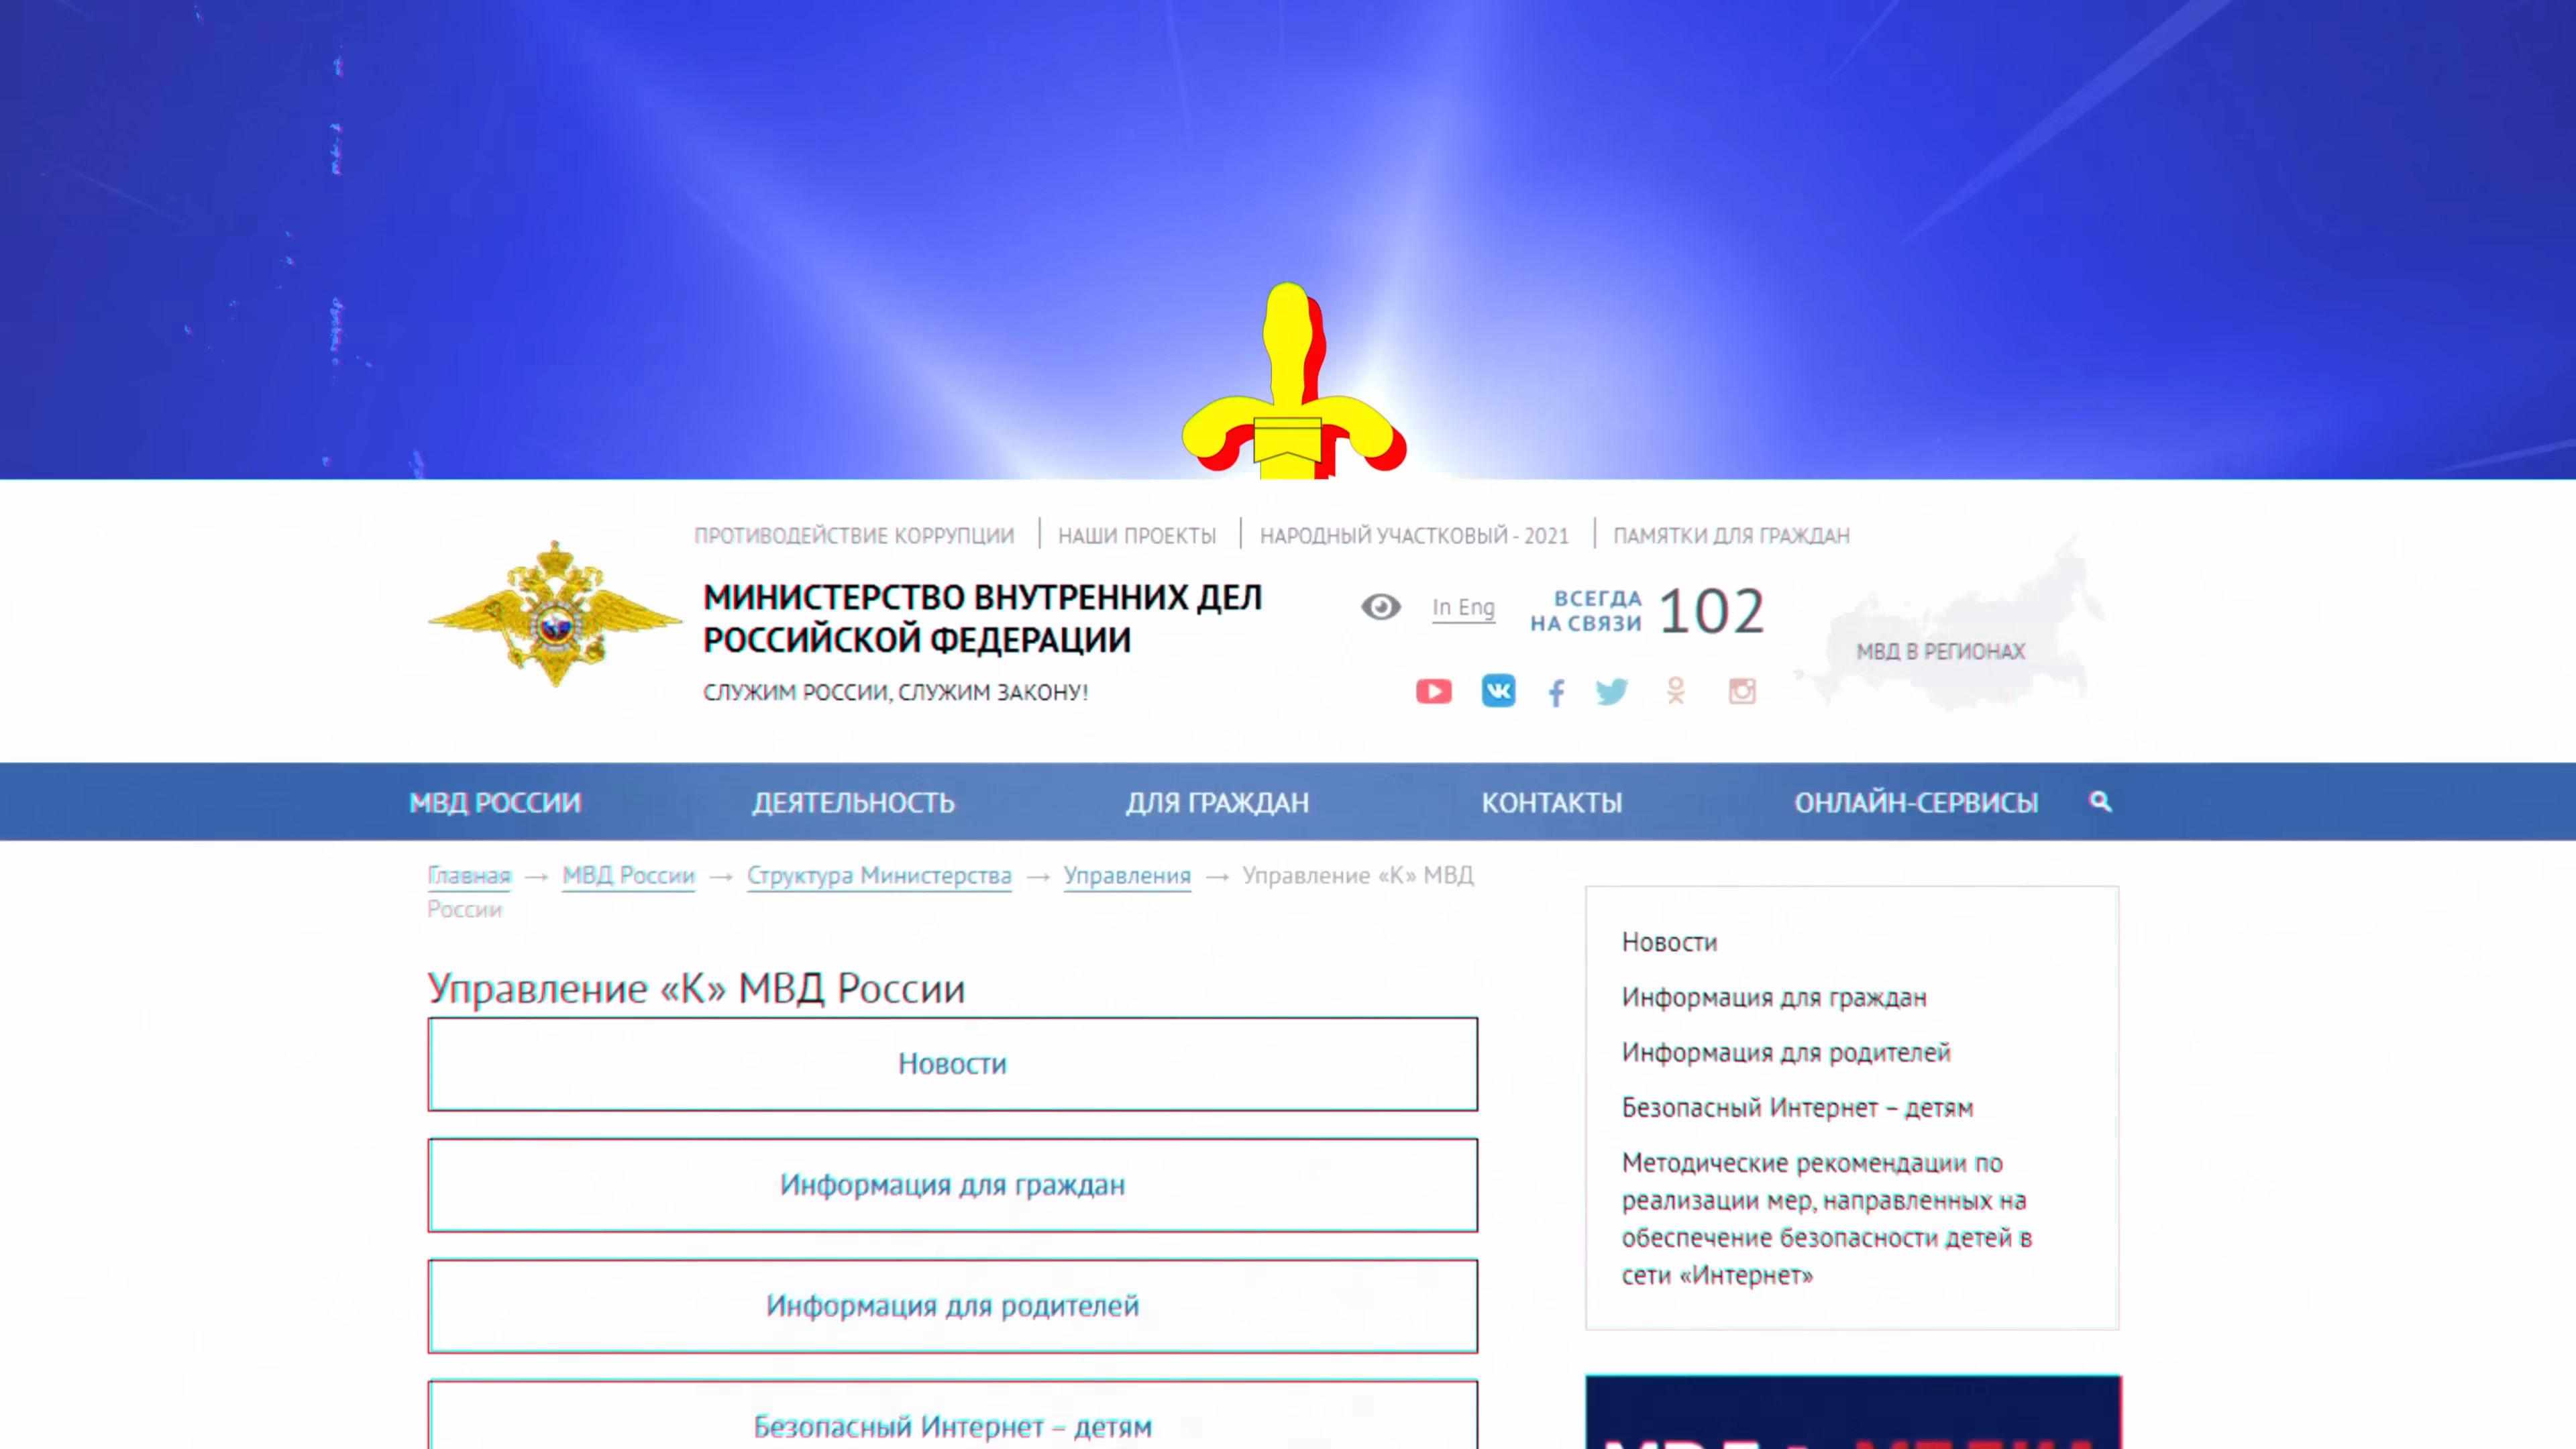 ПРОТИВОДЕЙСТВИЕ КОРРУПЦИИ
НАШИ ПРОЕКТЫ
НАРОДНЫЙ УЧАСТКОВЫЙ - 2021
ПАМЯТКИ ДЛЯ ГРАЖДАН
МИНИСТЕРСТВО ВНУТРЕННИХ ДЕЛ
РОССИЙСКОЙ ФЕДЕРАЦИИ
СЛУЖИМ РОССИИ, СЛУЖИМ ЗАКОНУ!
In Eng
ВСЕГДА
НА СВЯЗИ
102
МВД В РЕГИОНАХ
МВД РОССИИ
ДЕЯТЕЛЬНОСТЬ
ДЛЯ ГРАЖДАН
КОНТАКТЫ
ОНЛАЙН-СЕРВИСЫ
Главная → МВД России → Структура Министерства → Управления → Управление «К» МВД
России
Управление «К» МВД России
Новости
Информация для граждан
Информация для родителей
Безопасный Интернет – детям
Новости
Информация для граждан
Информация для родителей
Безопасный Интернет – детям
Методические рекомендации по
реализации мер, направленных на
обеспечение безопасности детей в
сети «Интернет»